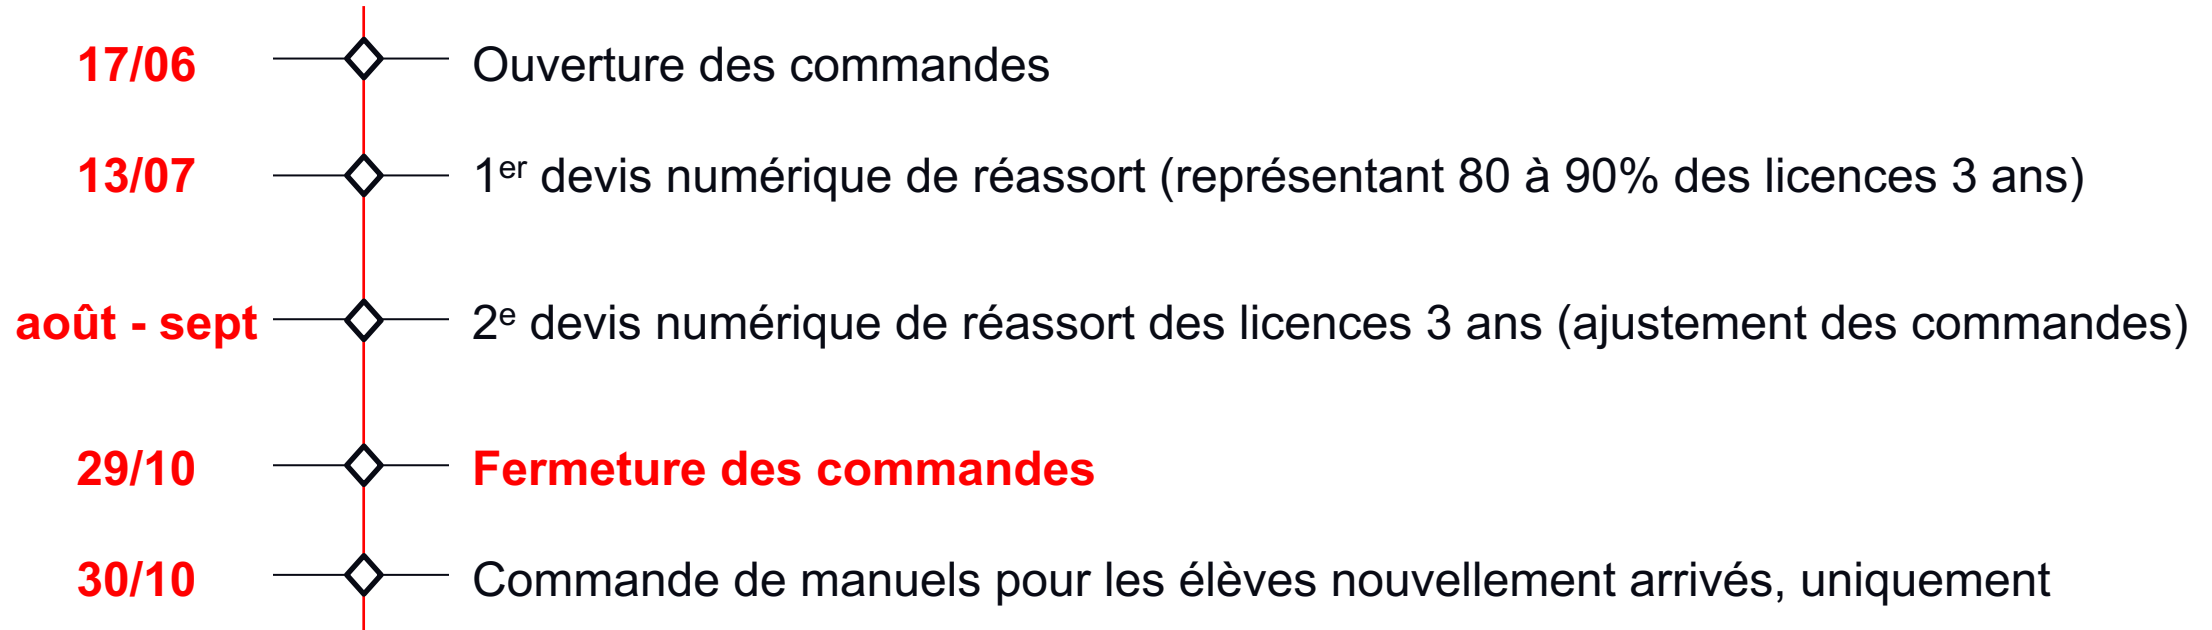 17/06 Ouverture des commandes
13/07 1er devis numérique de réassort (représentant 80 à 90% des licences 3 ans)
août - sept 2e devis numérique de réassort des licences 3 ans (ajustement des commandes)
29/10 Fermeture des commandes
30/10 Commande de manuels pour les élèves nouvellement arrivés, uniquement